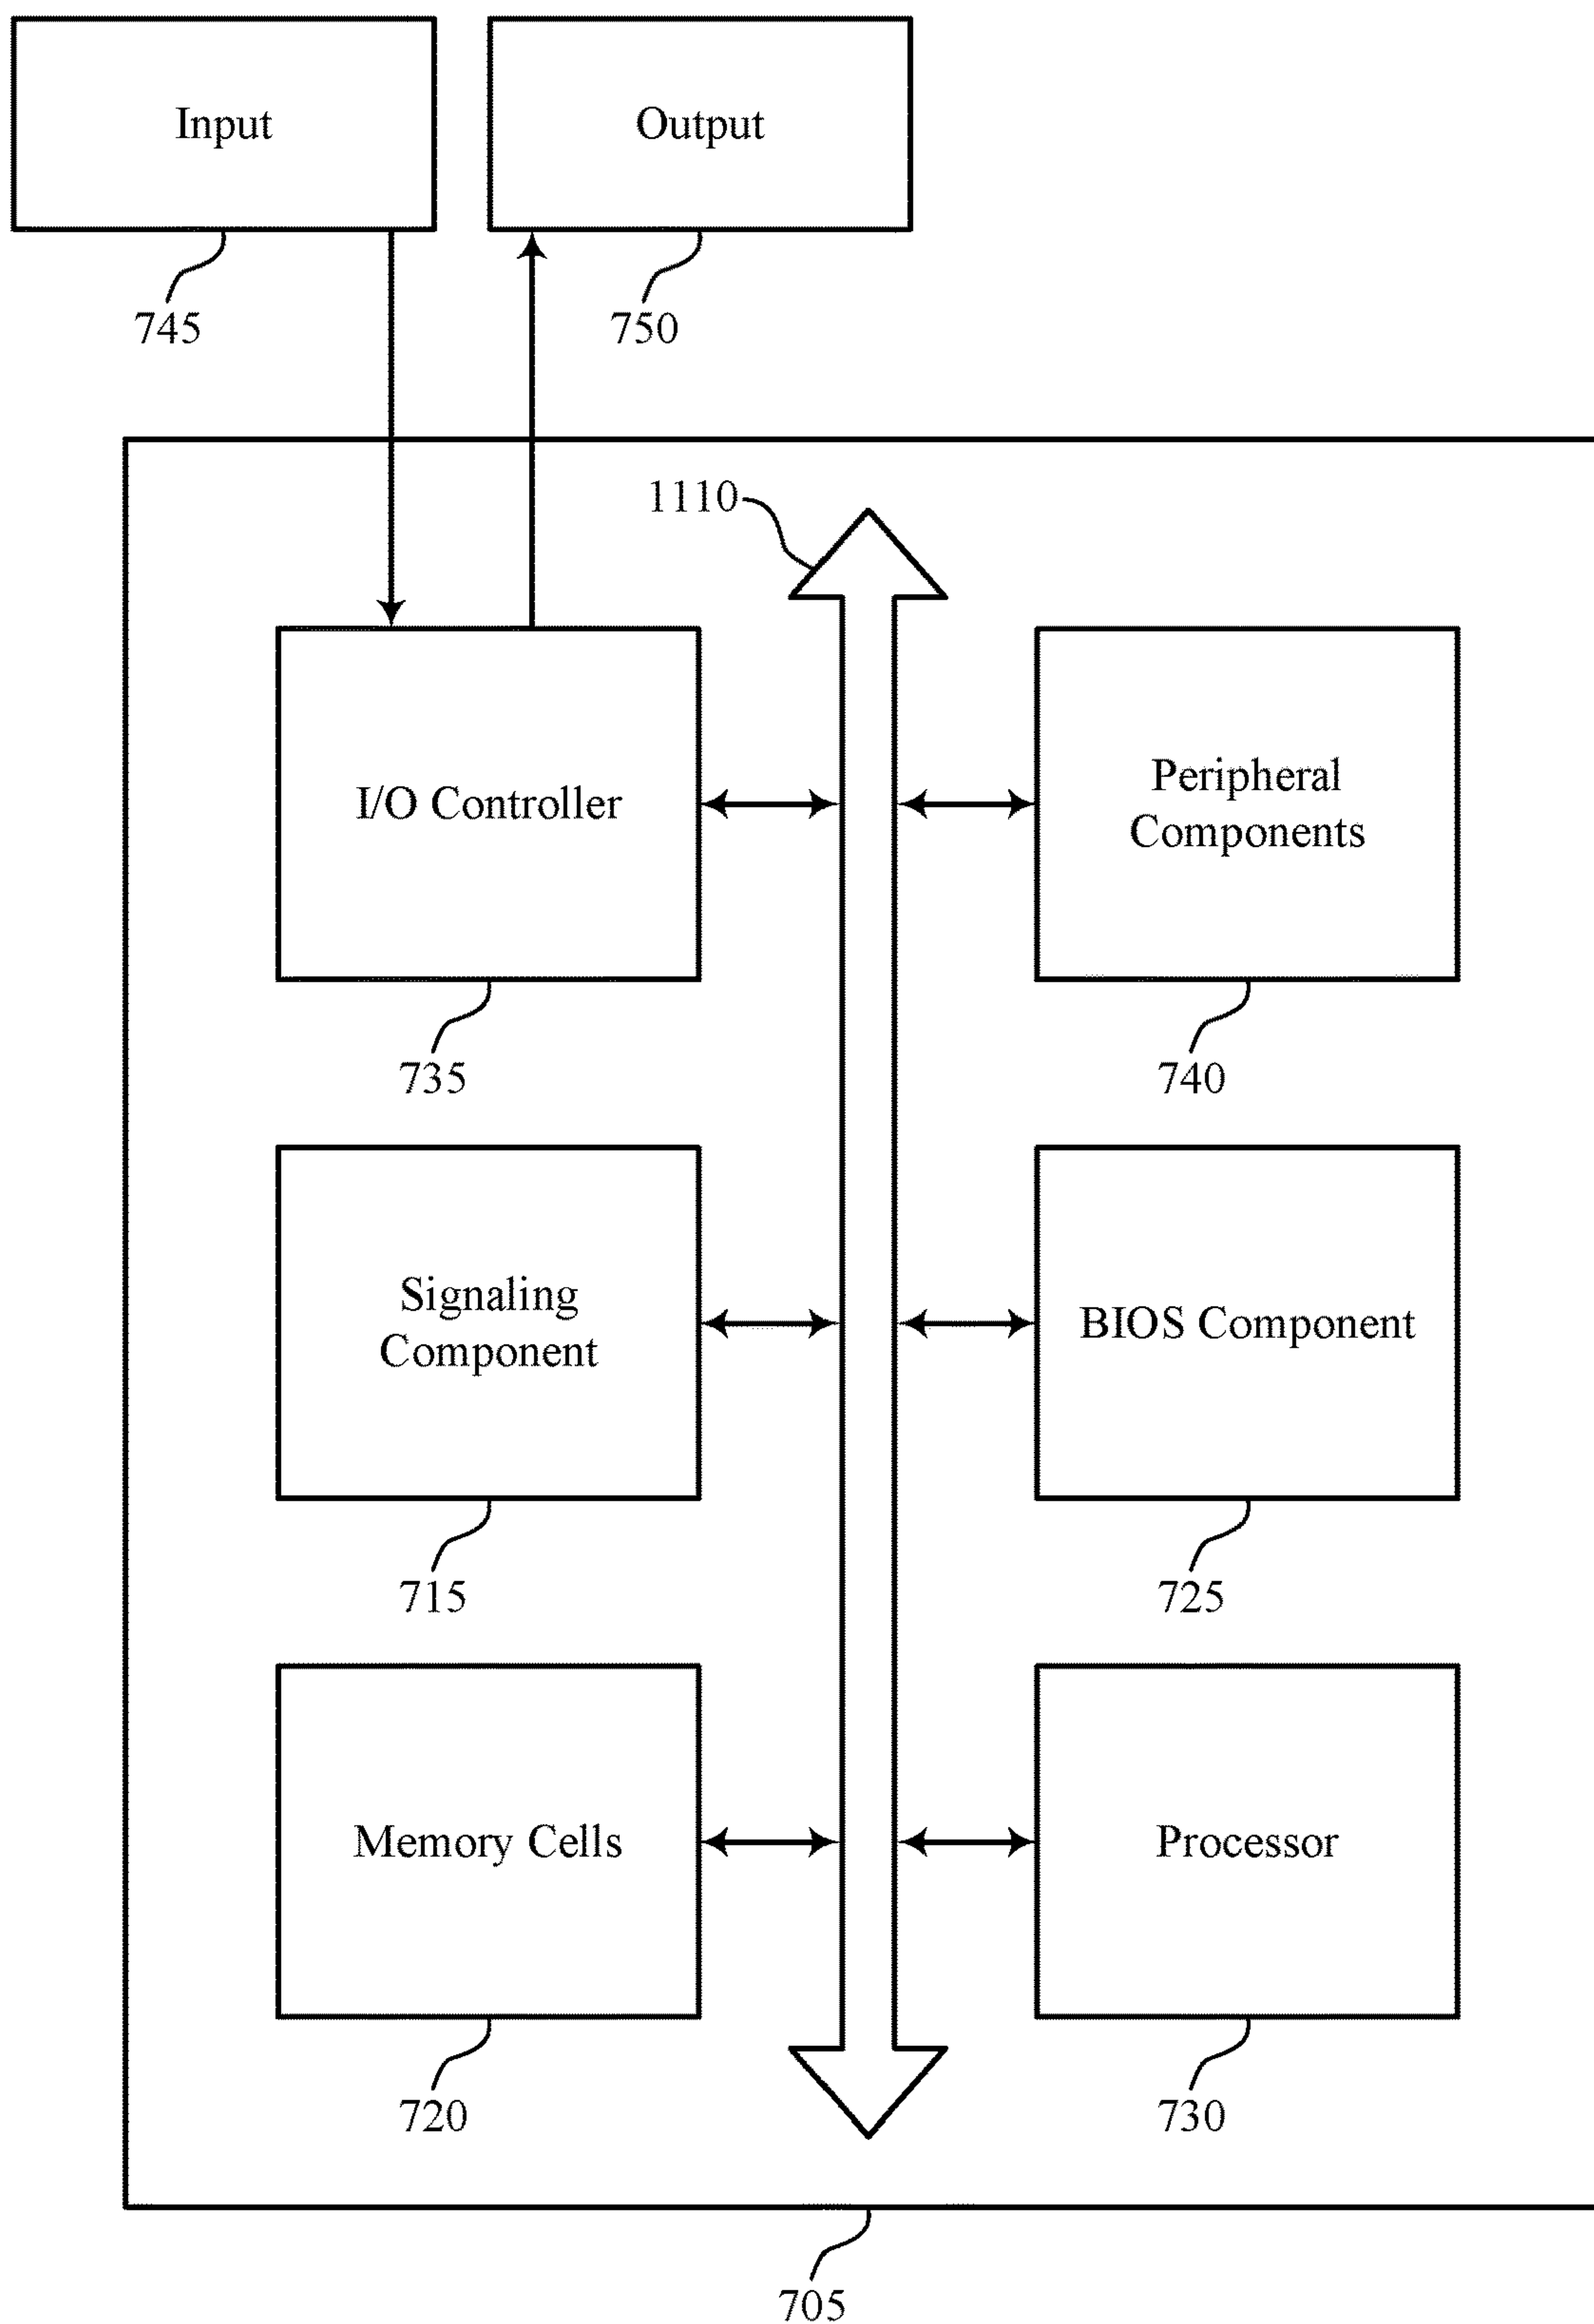 Input
Output
745
750
1110
I/O Controller
Peripheral
Components
735
740
Signaling
Component
BIOS Component
715
725
Memory Cells
Processor
720
730
705